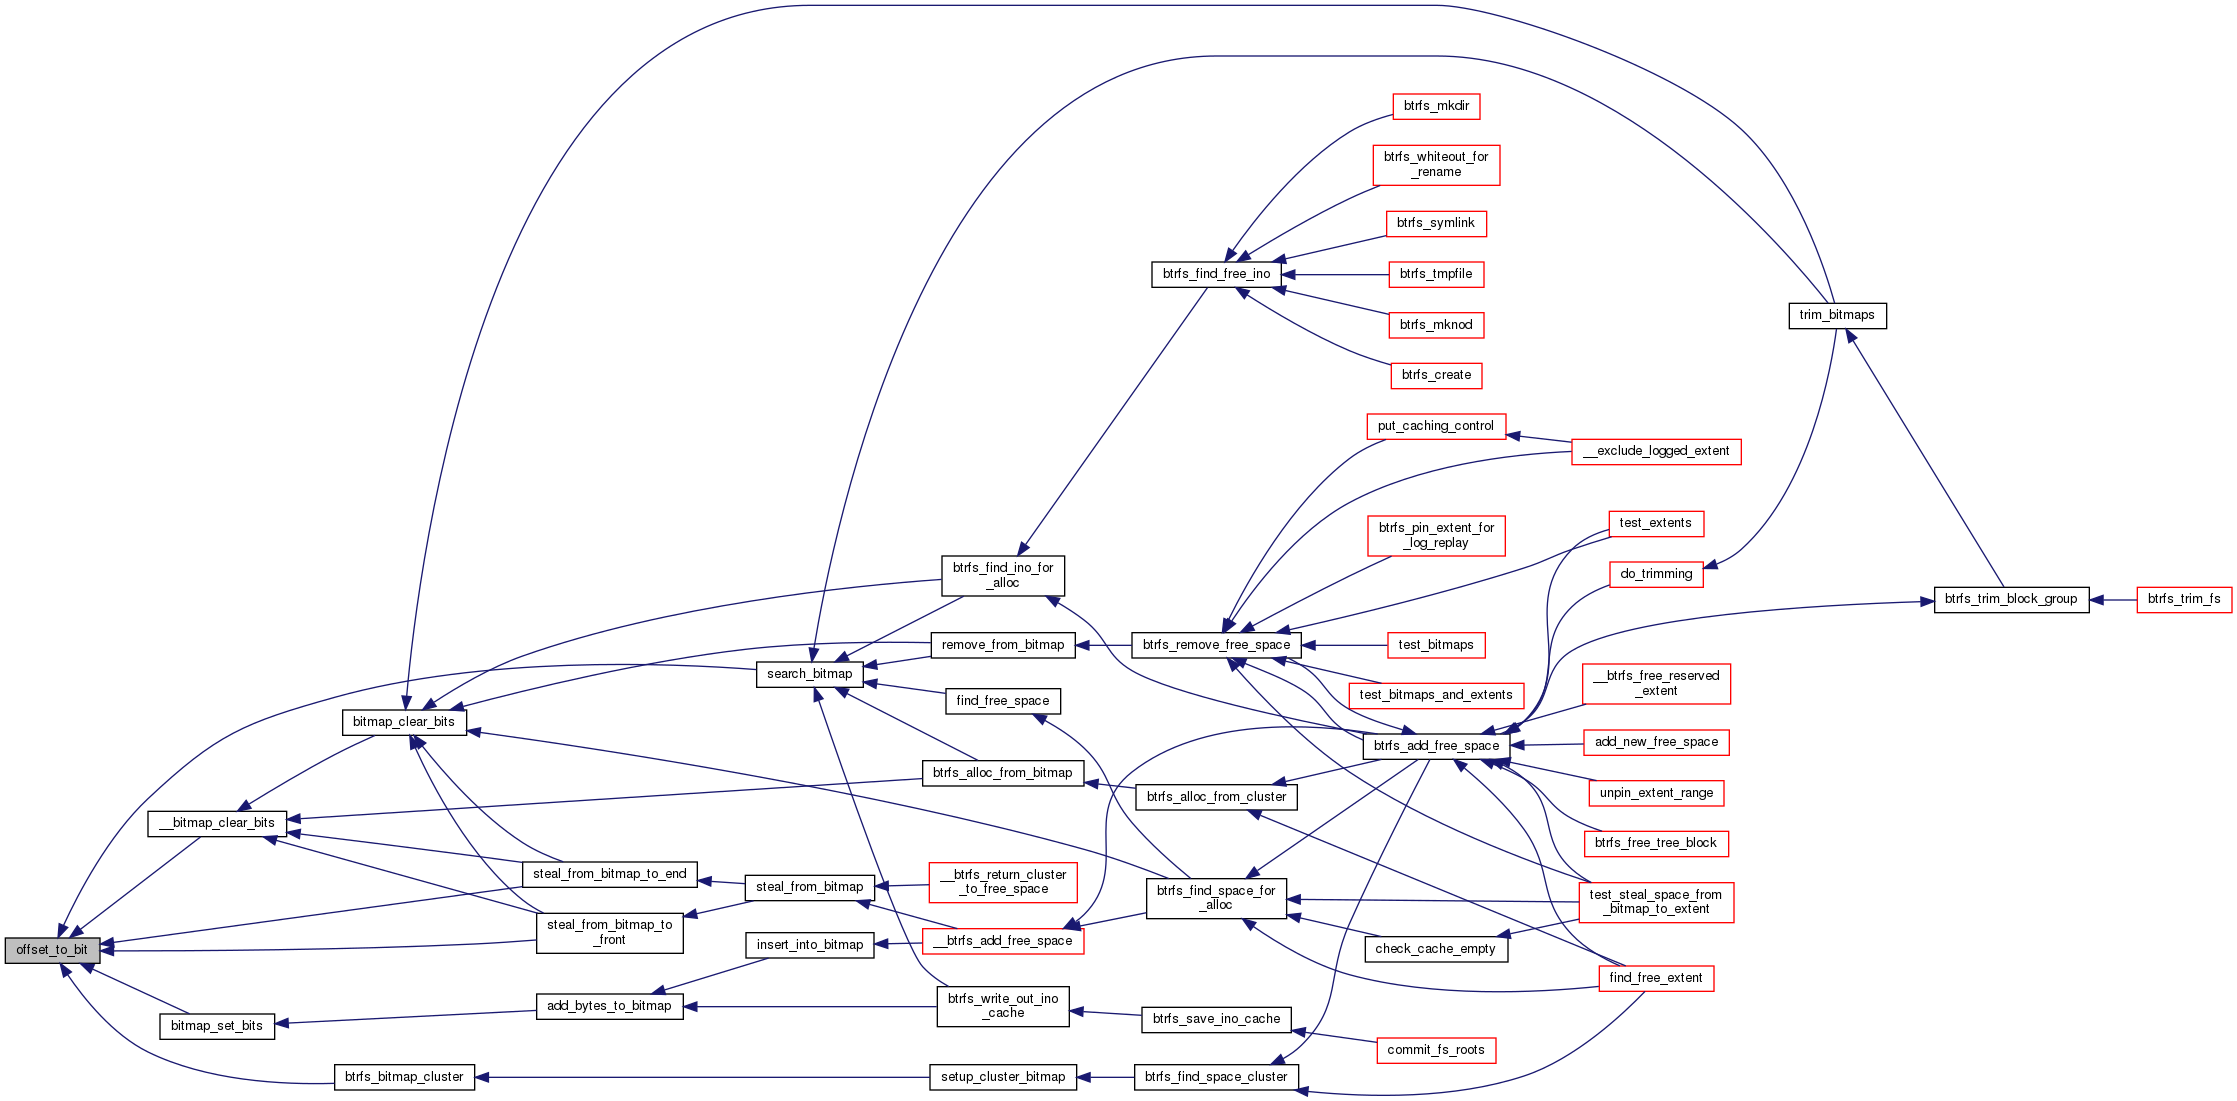 btrfs_mkdir
btrfs_whiteout_for
_rename
btrfs_symlink
btrfs_find_free_ino
btrfs_tmpfile
trim_bitmaps
btrfs_mknod
btrfs_create
put_caching_control
__exclude_logged_extent
test_extents
btrfs_pin_extent_for
_log_replay
btrfs_find_ino_for
_alloc
do_trimming
btrfs_trim_block_group
btrfs_trim_fs
remove_from_bitmap
btrfs_remove_free_space
test_bitmaps
search_bitmap
__btrfs_free_reserved
_extent
test_bitmaps_and_extents
find_free_space
bitmap_clear_bits
btrfs_add_free_space
add_new_free_space
btrfs_alloc_from_bitmap
btrfs_alloc_from_cluster
unpin_extent_range
__bitmap_clear_bits
btrfs_free_tree_block
steal_from_bitmap_to_end
steal_from_bitmap
__btrfs_return_cluster
_to_free_space
btrfs_find_space_for
_alloc
test_steal_space_from
_bitmap_to_extent
steal_from_bitmap_to
_front
offset_to_bit
insert_into_bitmap
__btrfs_add_free_space
check_cache_empty
find_free_extent
add_bytes_to_bitmap
btrfs_write_out_ino
_cache
bitmap_set_bits
btrfs_save_ino_cache
commit_fs_roots
btrfs_bitmap_cluster
setup_cluster_bitmap
btrfs_find_space_cluster